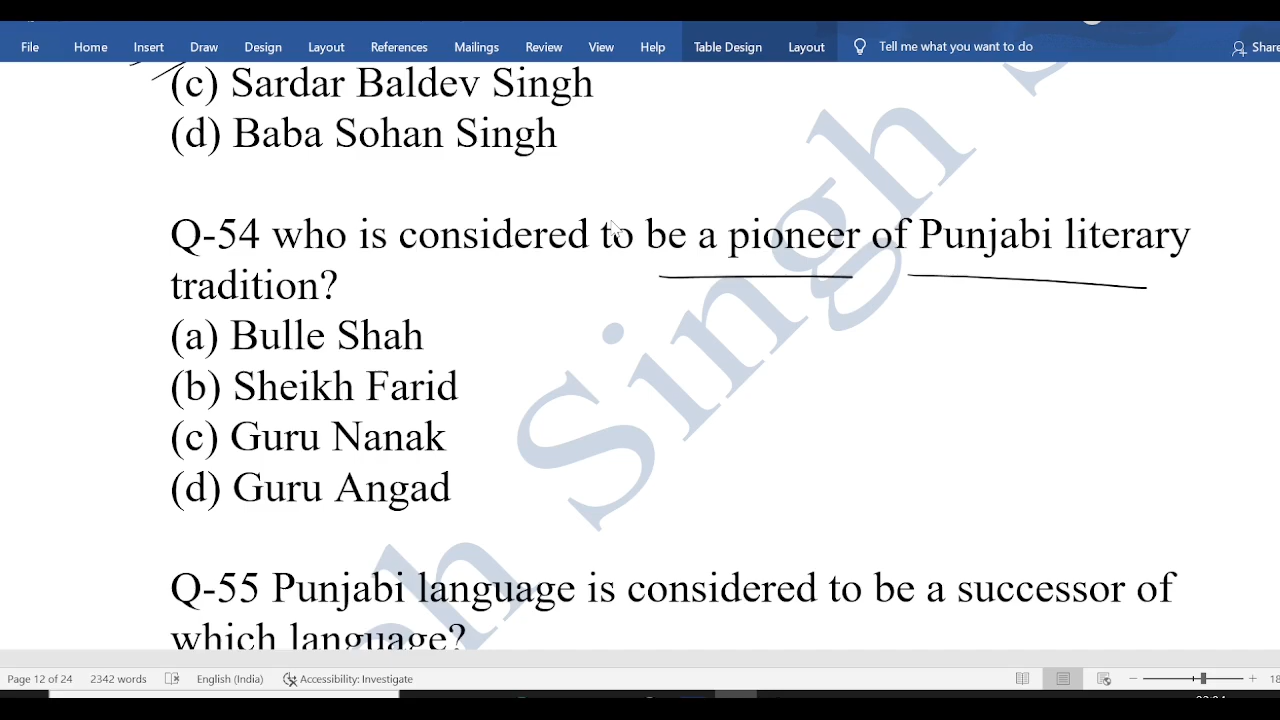 File Home Insert Draw Design Layout References Mailings Review View Help Table Design Layout Tell me what you want to do Share
(c) Sardar Baldev Singh
(d) Baba Sohan Singh
Q-54 who is considered to be a pioneer of Punjabi literary
tradition?
(a) Bulle Shah
(b) Sheikh Farid
(c) Guru Nanak
(d) Guru Angad
Singh
Q-55 Punjabi language is considered to be a successor of
which language?
Page 12 of 24 2342 words English (India) Accessibility: Investigate